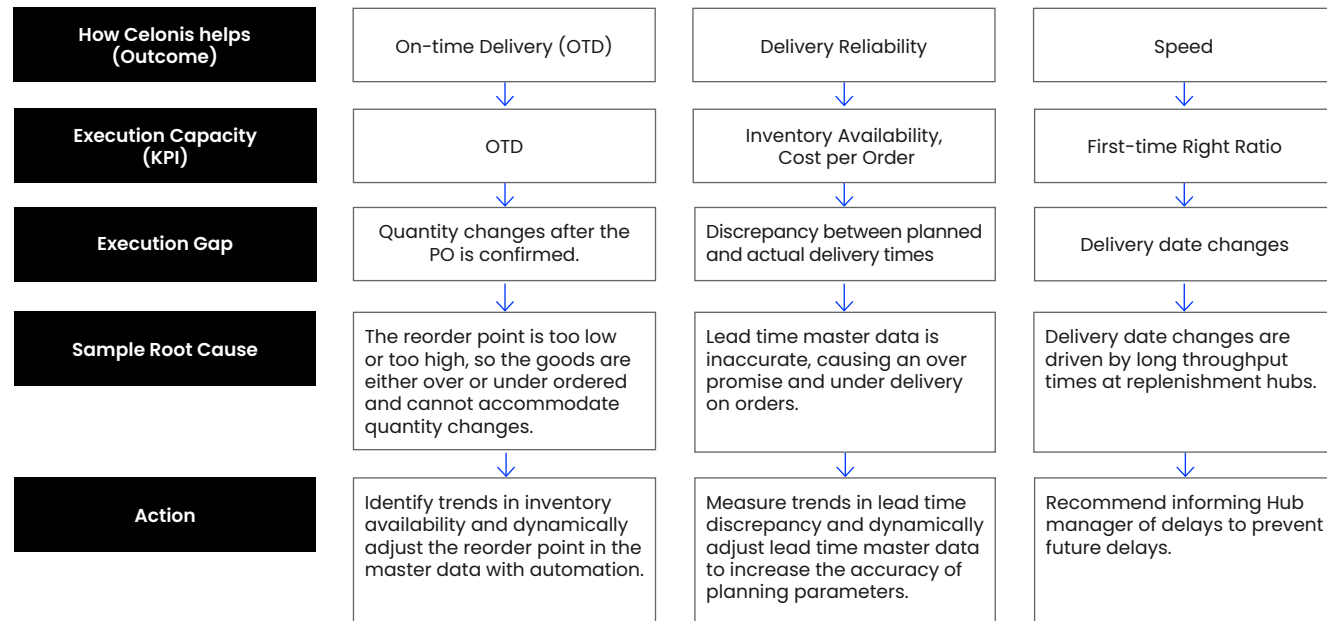 How Celonis helps
(Outcome)
On-time Delivery (OTD)
Delivery Reliability
Speed
Execution Capacity
(KPI)
OTD
Inventory Availability,
Cost per Order
First-time Right Ratio
Execution Gap
Quantity changes after the
PO is confirmed.
Discrepancy between planned
and actual delivery times
Delivery date changes
Sample Root Cause
The reorder point is too low
or too high, so the goods are
either over or under ordered
and cannot accommodate
quantity changes.
Lead time master data is
inaccurate, causing an over
promise and under delivery
on orders.
Delivery date changes are
driven by long throughput
times at replenishment hubs.
Action
Identify trends in inventory
availability and dynamically
adjust the reorder point in the
master data with automation.
Measure trends in lead time
discrepancy and dynamically
adjust lead time master data
to increase the accuracy of
planning parameters.
Recommend informing Hub
manager of delays to prevent
future delays.